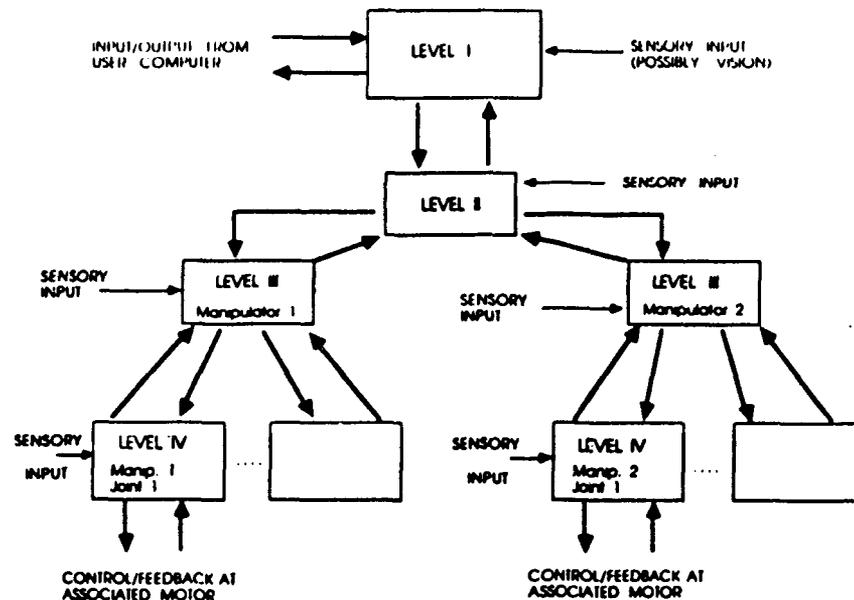 INPUT/OUTPUT FROM
USER COMPUTER
LEVEL I
SENSORY INPUT
(POSSIBLY VISION)
LEVEL II
SENSORY INPUT
SENSORY
INPUT
LEVEL III
Manipulator 1
SENSORY
INPUT
LEVEL III
Manipulator 2
SENSORY
INPUT
LEVEL IV
Manip. 1
Joint 1
....
SENSORY
INPUT
LEVEL IV
Manip. 2
Joint 1
....
CONTROL/FEEDBACK AT
ASSOCIATED MOTOR
CONTROL/FEEDBACK AT
ASSOCIATED MOTOR